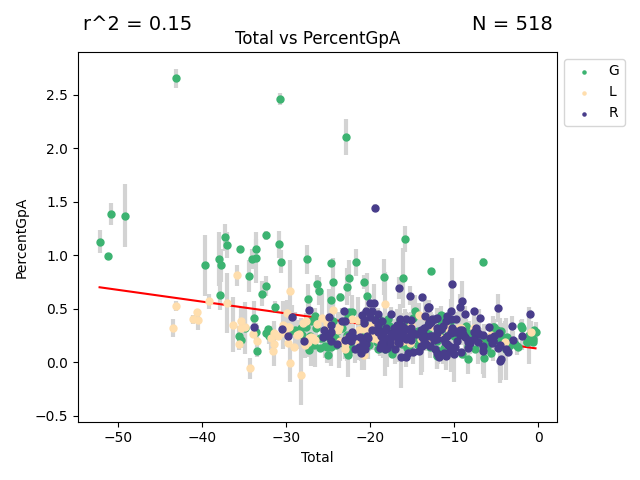 r^2 = 0.15
N = 518
Total vs PercentGpA
PercentGpA
2.5
2.0
1.5
1.0
0.5
0.0
−0.5
−50
−40
−30
−20
−10
0
Total
G
L
R